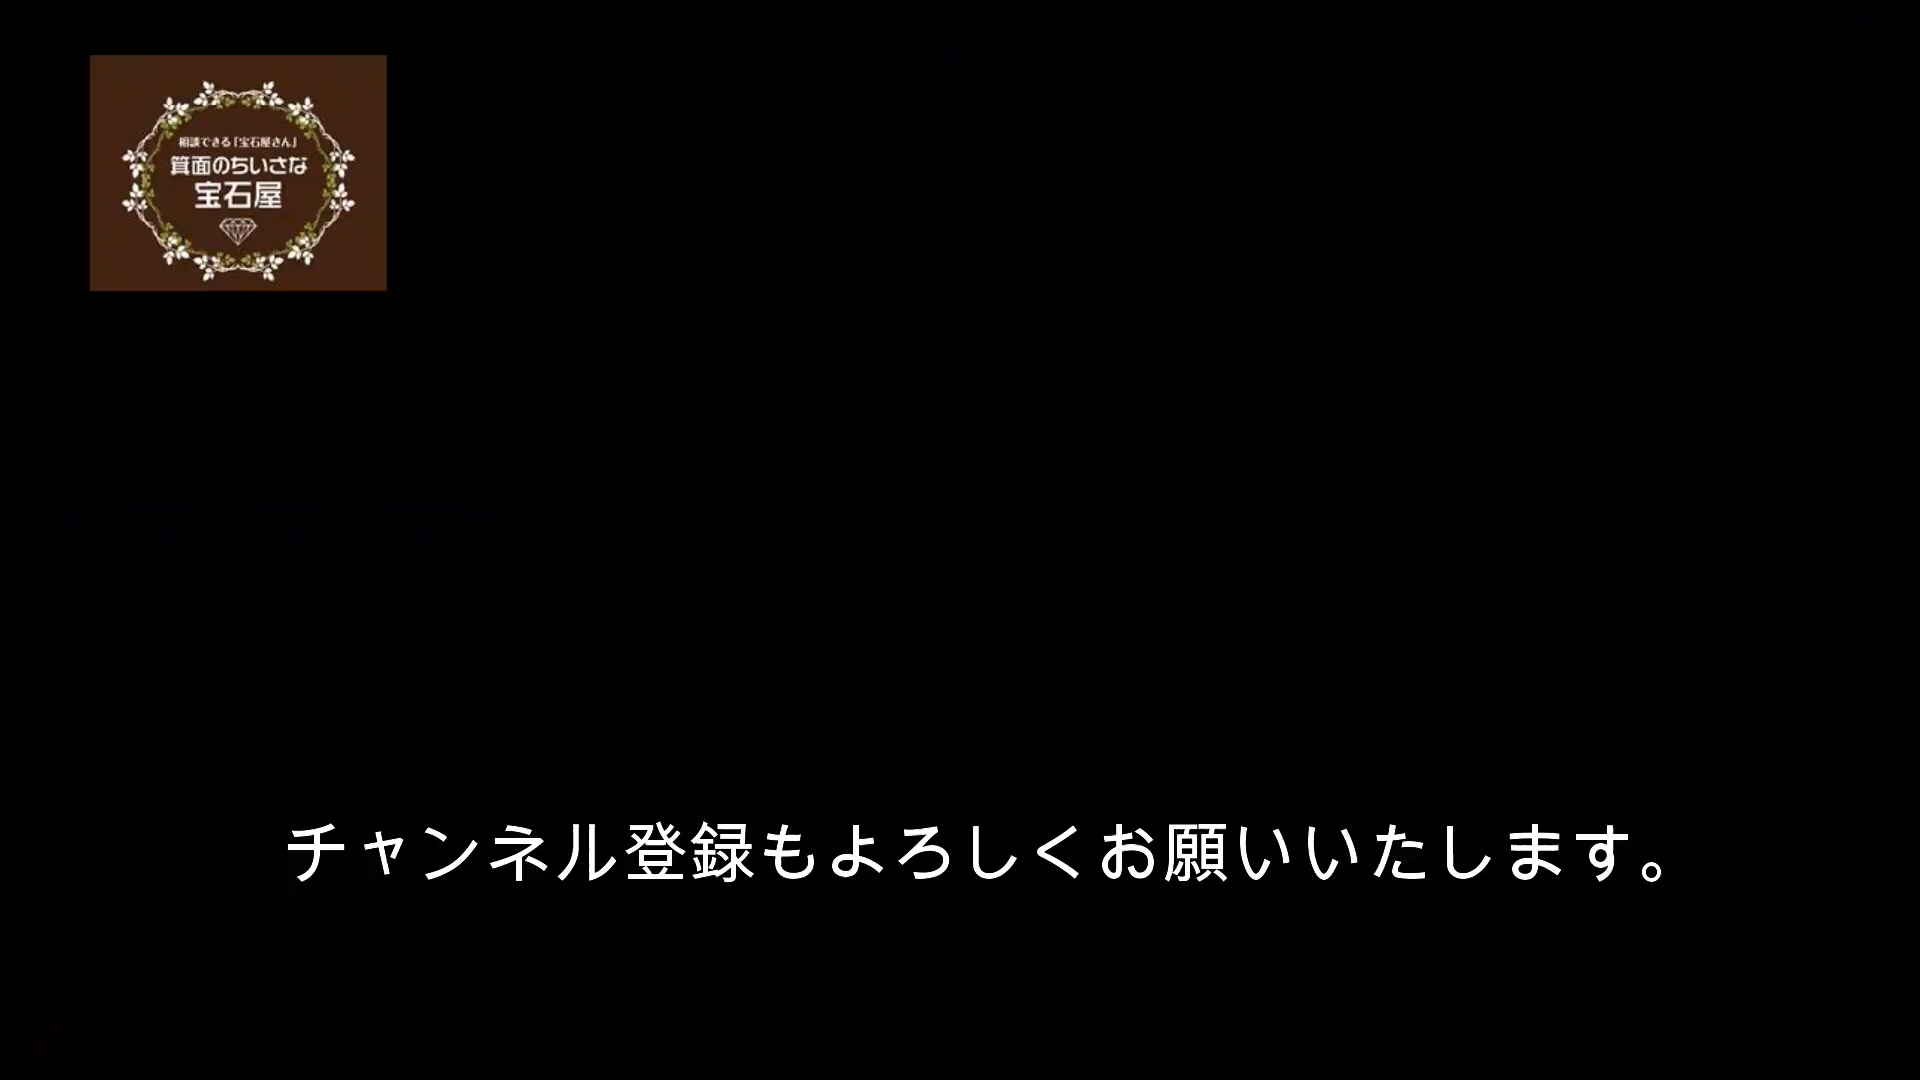 相談できる「宝石屋さん」
箕面のちいさな
宝石屋
チャンネル登録もよろしくお願いいたします。